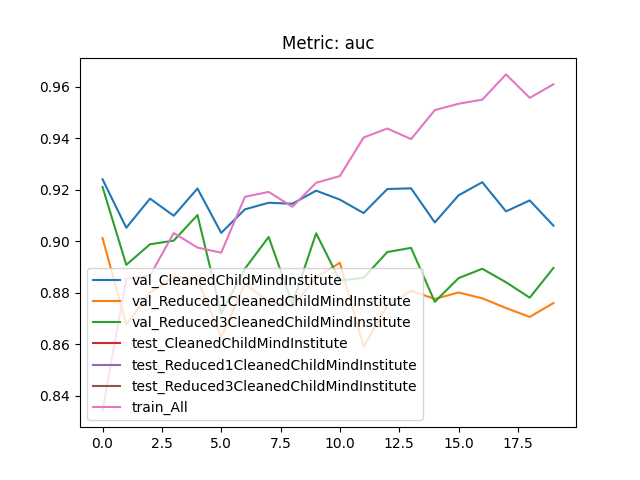 Metric: auc
0.96
0.94
0.92
0.90
0.88
0.86
0.84
val_CleanedChildMindInstitute
val_Reduced1CleanedChildMindInstitute
val_Reduced3CleanedChildMindInstitute
test_CleanedChildMindInstitute
test_Reduced1CleanedChildMindInstitute
test_Reduced3CleanedChildMindInstitute
train_All
0.0 2.5 5.0 7.5 10.0 12.5 15.0 17.5